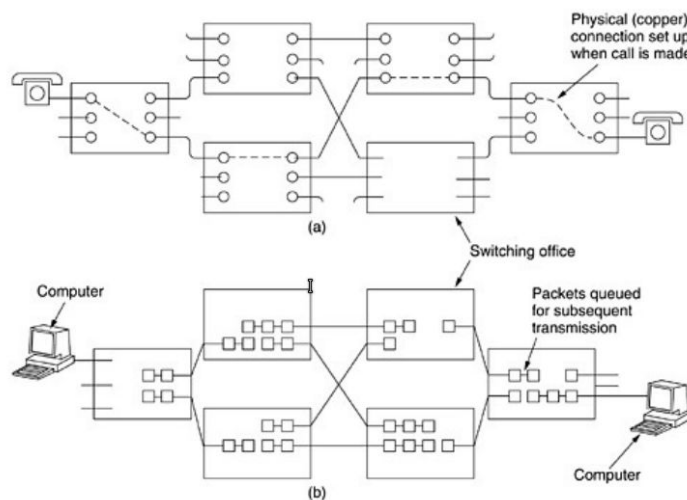 Physical (copper)
connection set up
when call is made
(a)
Switching office
Computer
Packets queued
for subsequent
transmission
Computer
(b)